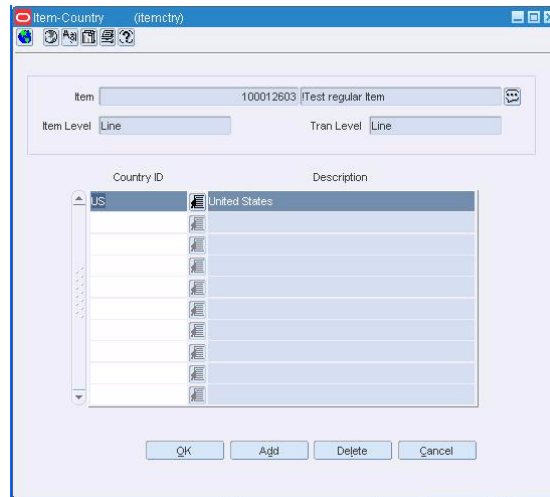 Item-Country (itemctry)
Item 100012603 !Test regular Item
Item Level Line Tran Level Line
Country ID Description
US United States
OK Add Delete Cancel